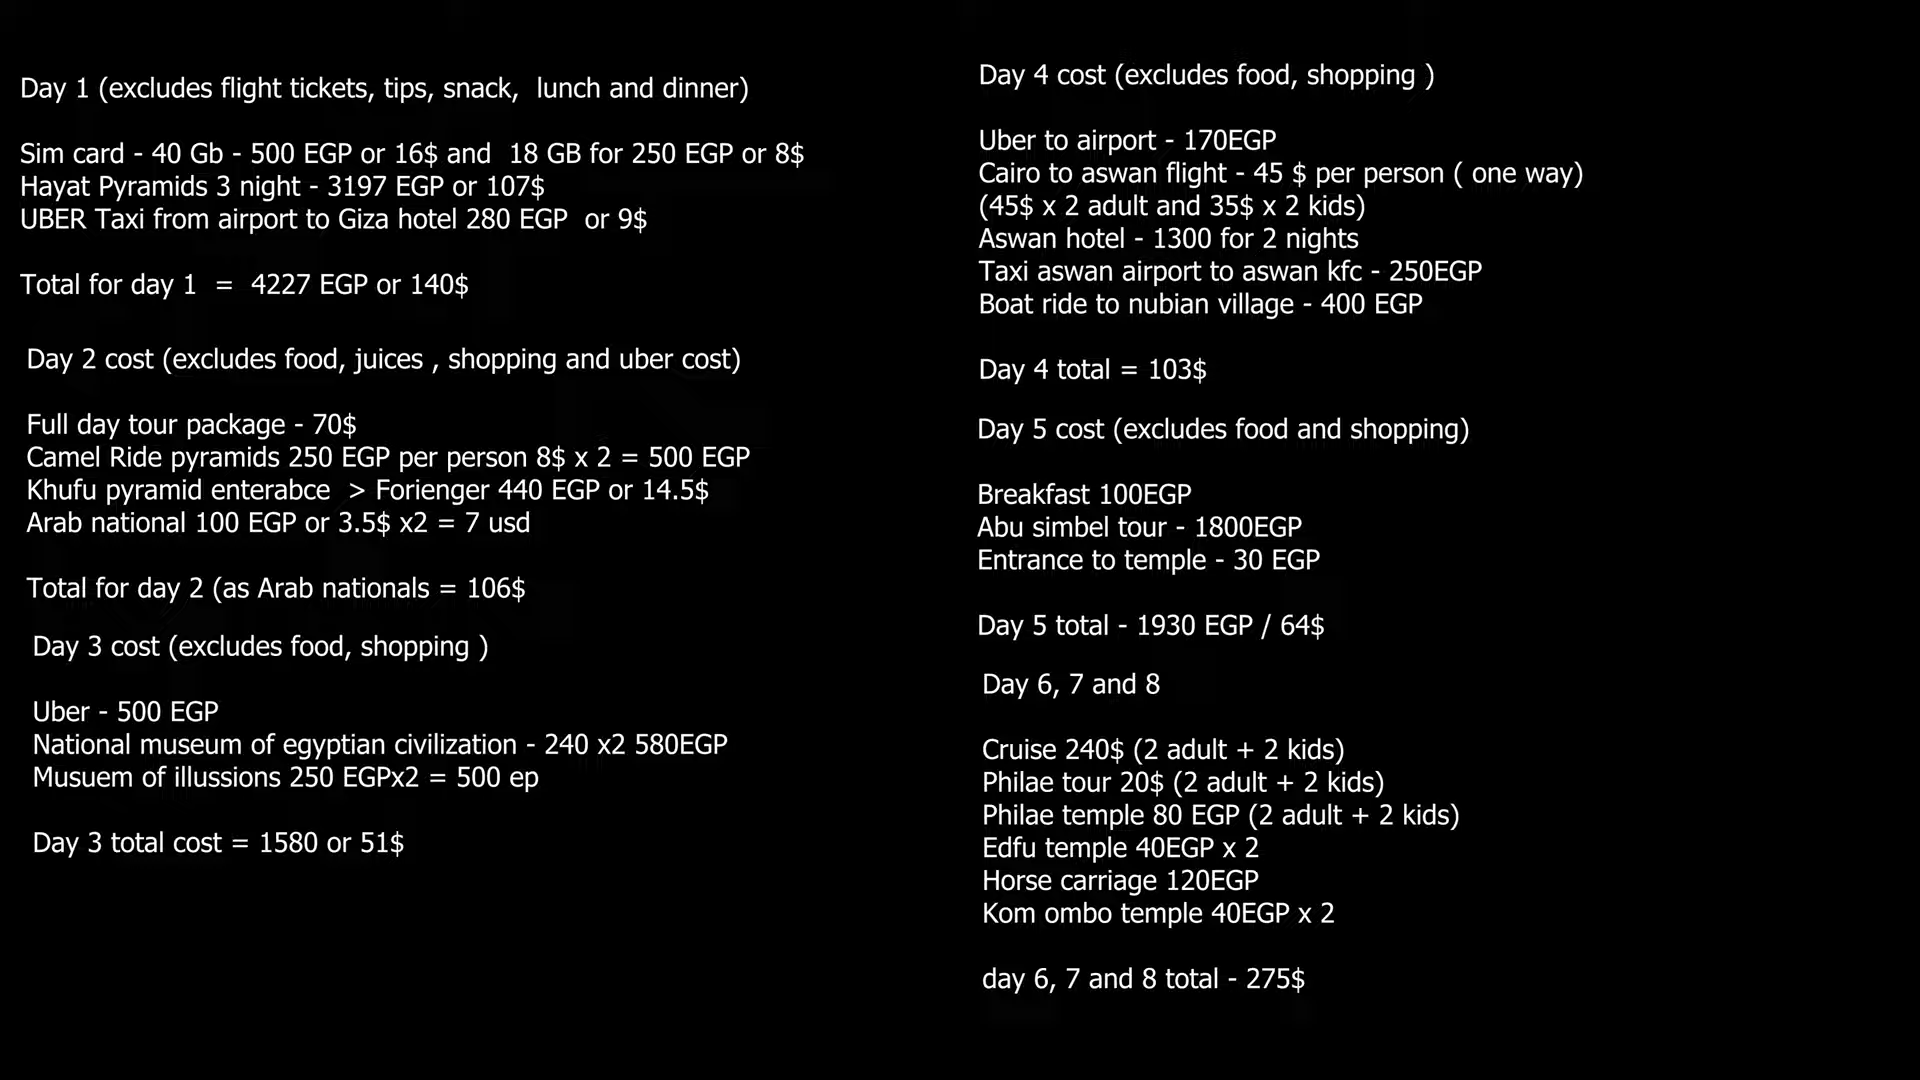 Day 1 (excludes flight tickets, tips, snack, lunch and dinner)
Sim card - 40 Gb - 500 EGP or 16$ and 18 GB for 250 EGP or 8$
Hayat Pyramids 3 night - 3197 EGP or 107$
UBER Taxi from airport to Giza hotel 280 EGP or 9$
Total for day 1 = 4227 EGP or 140$
Day 2 cost (excludes food, juices , shopping and uber cost)
Full day tour package - 70$
Camel Ride pyramids 250 EGP per person 8$ x 2 = 500 EGP
Khufu pyramid enterabce > Forienger 440 EGP or 14.5$
Arab national 100 EGP or 3.5$ x2 = 7 usd
Total for day 2 (as Arab nationals = 106$
Day 3 cost (excludes food, shopping )
Uber - 500 EGP
National museum of egyptian civilization - 240 x2 580EGP
Musuem of illussions 250 EGPx2 = 500 ep
Day 3 total cost = 1580 or 51$
Day 4 cost (excludes food, shopping )
Uber to airport - 170EGP
Cairo to aswan flight - 45 $ per person ( one way)
(45$ x 2 adult and 35$ x 2 kids)
Aswan hotel - 1300 for 2 nights
Taxi aswan airport to aswan kfc - 250EGP
Boat ride to nubian village - 400 EGP
Day 4 total = 103$
Day 5 cost (excludes food and shopping)
Breakfast 100EGP
Abu simbel tour - 1800EGP
Entrance to temple - 30 EGP
Day 5 total - 1930 EGP / 64$
Day 6, 7 and 8
Cruise 240$ (2 adult + 2 kids)
Philae tour 20$ (2 adult + 2 kids)
Philae temple 80 EGP (2 adult + 2 kids)
Edfu temple 40EGP x 2
Horse carriage 120EGP
Kom ombo temple 40EGP x 2
day 6, 7 and 8 total - 275$